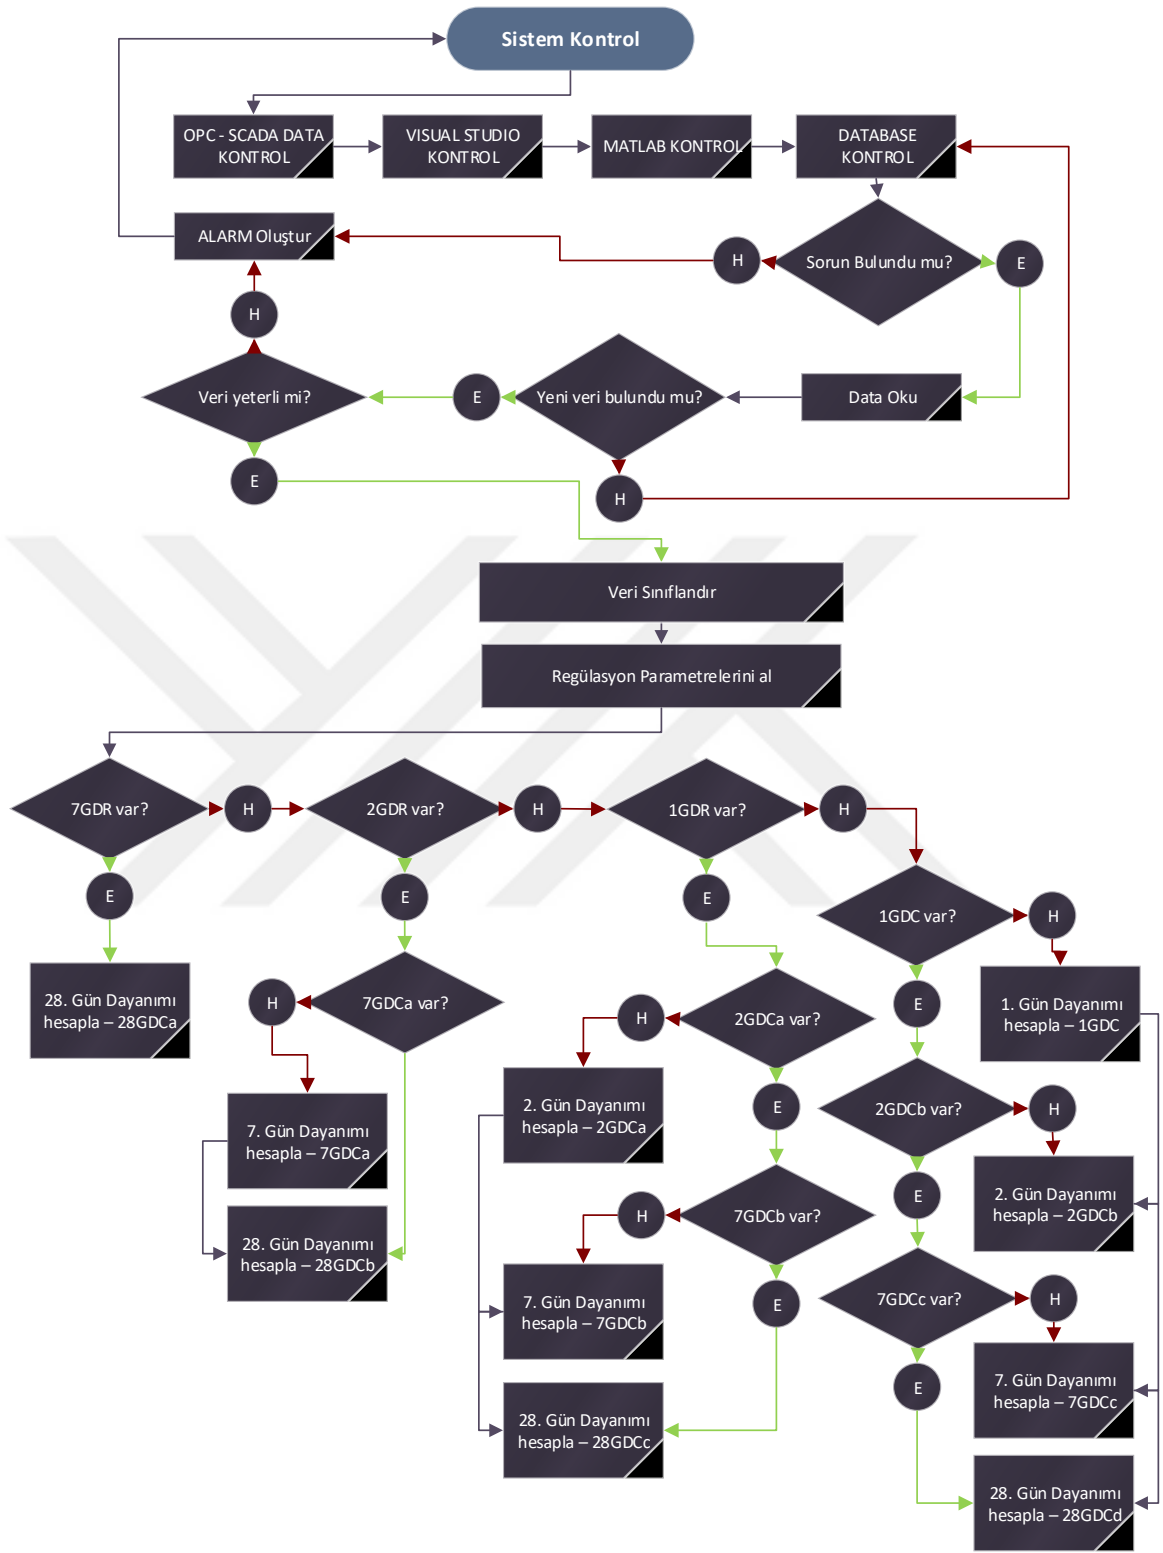 Sistem Kontrol
OPC - SCADA DATA
KONTROL
VISUAL STUDIO
KONTROL
MATLAB KONTROL
DATABASE
KONTROL
ALARM Oluştur
H
Sorun Bulundu mu?
E
H
Veri yeterli mi?
E
Yeni veri bulundu mu?
Data Oku
E
H
Veri Sınıflandır
Regülasyon Parametrelerini al
7GDR var?
H
2GDR var?
H
1GDR var?
H
E
E
E
1GDC var?
H
28. Gün Dayanımı
hesapla – 28GDCa
H
7GDCa var?
H
2GDCa var?
E
1. Gün Dayanımı
hesapla – 1GDC
7. Gün Dayanımı
hesapla – 7GDCa
2. Gün Dayanımı
hesapla – 2GDCa
E
2GDCb var?
H
28. Gün Dayanımı
hesapla – 28GDCb
H
7GDCb var?
E
2. Gün Dayanımı
hesapla – 2GDCb
7. Gün Dayanımı
hesapla – 7GDCb
E
7GDCc var?
H
28. Gün Dayanımı
hesapla – 28GDCc
E
7. Gün Dayanımı
hesapla – 7GDCc
28. Gün Dayanımı
hesapla – 28GDCd